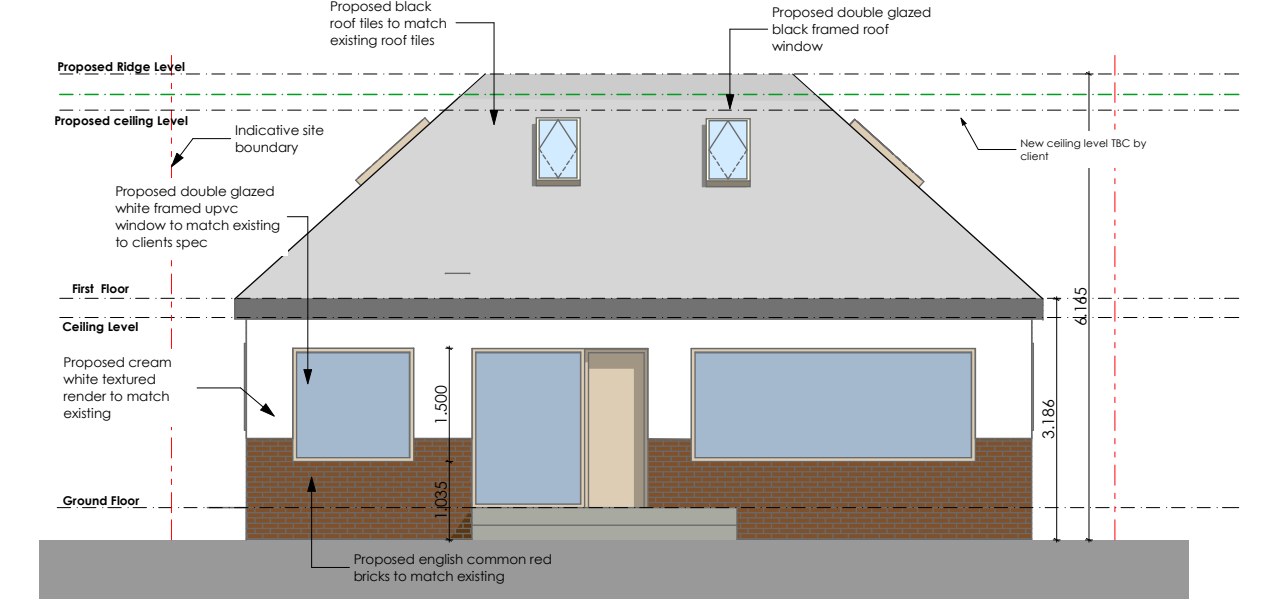 Proposed black
roof tiles to match
existing roof tiles
Proposed double glazed
black framed roof
window
Proposed Ridge Level
Proposed ceiling Level
Indicative site
boundary
New ceiling level TBC by
client
Proposed double glazed
white framed upvc
window to match existing
to clients spec
First Floor
6.165
Ceiling Level
Proposed cream
white textured
render to match
existing
1.500
3.186
Ground Floor
1.035
Proposed english common red
bricks to match existing